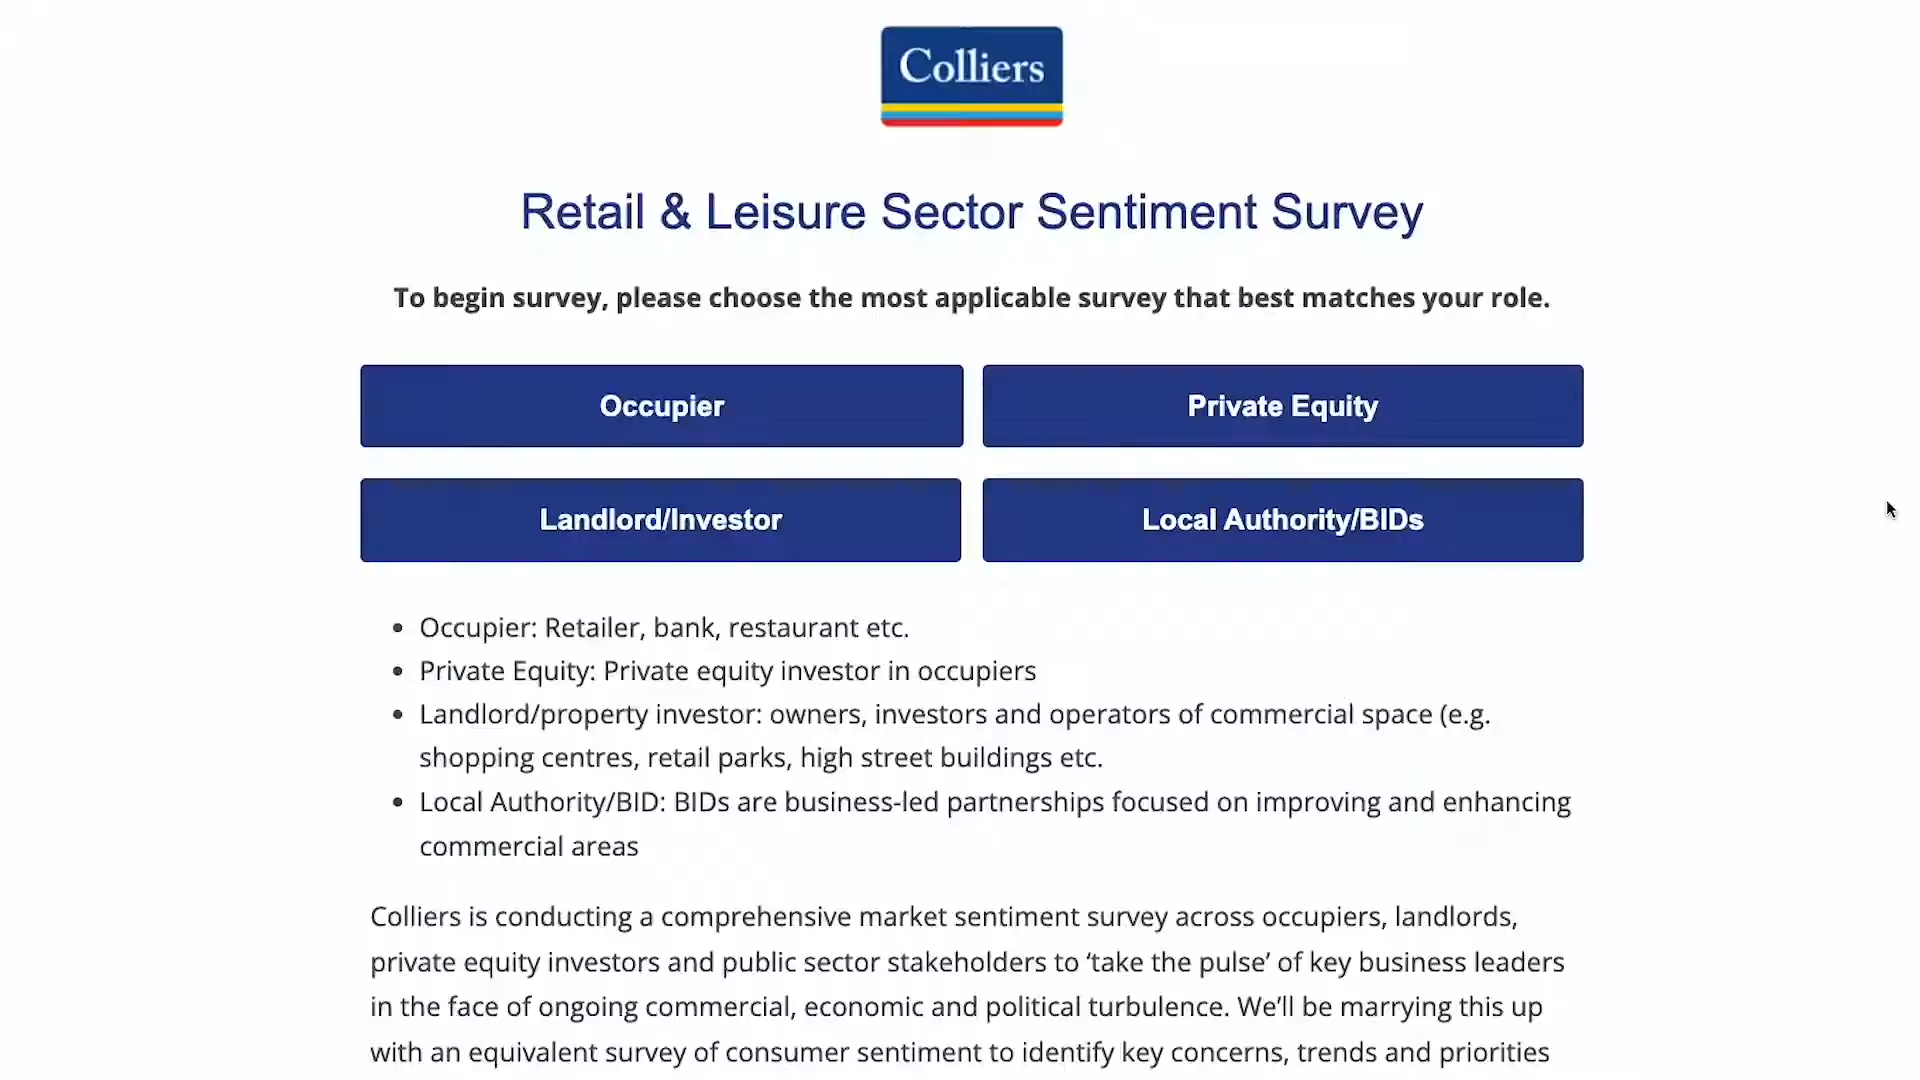 Colliers
Retail & Leisure Sector Sentiment Survey
To begin survey, please choose the most applicable survey that best matches your role.
Occupier
Private Equity
Landlord/Investor
Local Authority/BIDs
• Occupier: Retailer, bank, restaurant etc.
• Private Equity: Private equity investor in occupiers
• Landlord/property investor: owners, investors and operators of commercial space (e.g.
shopping centres, retail parks, high street buildings etc.
• Local Authority/BID: BIDs are business-led partnerships focused on improving and enhancing
commercial areas
Colliers is conducting a comprehensive market sentiment survey across occupiers, landlords,
private equity investors and public sector stakeholders to ‘take the pulse’ of key business leaders
in the face of ongoing commercial, economic and political turbulence. We’ll be marrying this up
with an equivalent survey of consumer sentiment to identify key concerns, trends and priorities